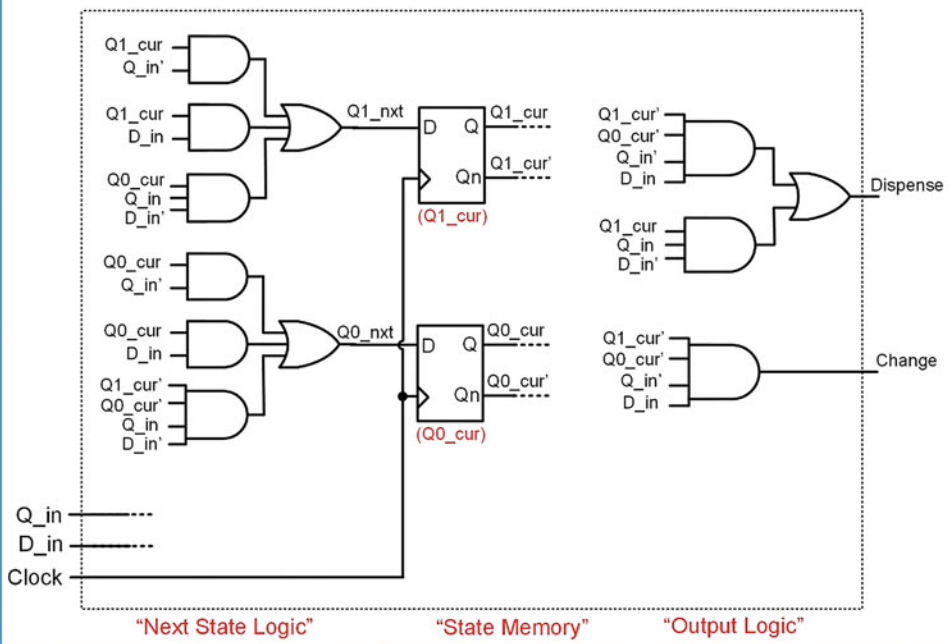 Q1_cur
Q_in'
Q1_cur
D_in
Q0_cur
Q_in
D_in'
Q1_nxt
Q0_cur
Q_in'
Q0_cur
D_in
Q1_cur'
Q0_cur'
Q_in
D_in'
Q0_nxt
D Q
Qn
Q1_cur
Q1_cur'
(Q1_cur)
D Q
Qn
Q0_cur
Q0_cur'
(Q0_cur)
Q1_cur'
Q0_cur'
Q_in'
D_in
Q1_cur
Q_in
D_in'
Dispense
Q1_cur'
Q0_cur'
Q_in'
D_in
Change
Q_in
D_in
Clock
“Next State Logic”
“State Memory”
“Output Logic”